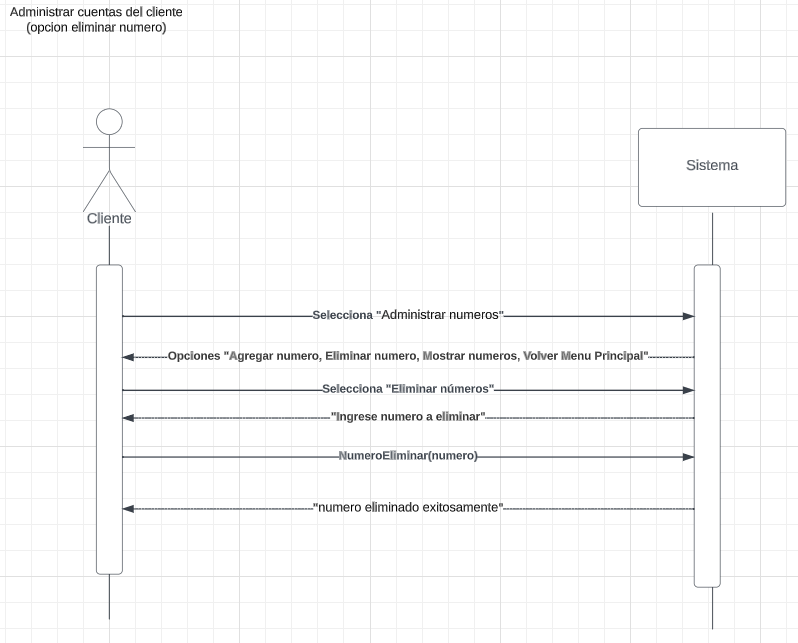 Administrar cuentas del cliente
(opcion eliminar numero)
Sistema
Cliente
Selecciona "Administrar numeros"
Opciones "Agregar numero, Eliminar numero, Mostrar numeros, Volver Menu Principal"
Selecciona "Eliminar números"
"Ingrese numero a eliminar"
NumeroEliminar(numero)
"numero eliminado exitosamente"